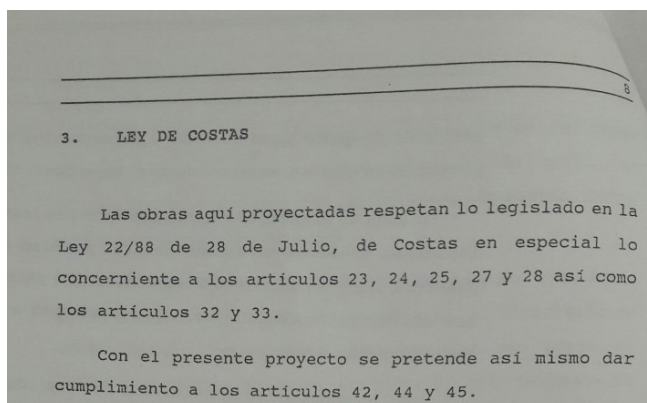 8
3. LEY DE COSTAS
Las obras aquí proyectadas respetan lo legislado en la
Ley 22/88 de 28 de Julio, de Costas en especial lo
concerniente a los artículos 23, 24, 25, 27 y 28 así como
los artículos 32 y 33.
Con el presente proyecto se pretende así mismo dar
cumplimiento a los artículos 42, 44 y 45.